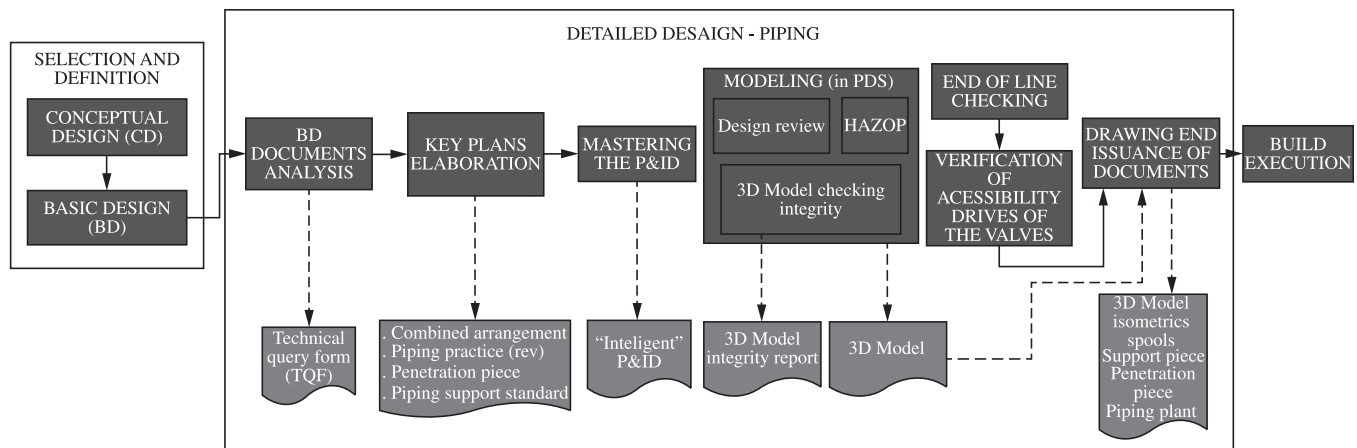 DETAILED DESAIGN - PIPING
SELECTION AND
DEFINITION
CONCEPTUAL
DESIGN (CD)
BASIC DESIGN
(BD)
BD
DOCUMENTS
ANALYSIS
KEY PLANS
ELABORATION
MASTERING
THE P&ID
MODELING (in PDS)
Design review
HAZOP
3D Model checking
integrity
END OF LINE
CHECKING
VERIFICATION
OF
ACESSIBILITY
DRIVES OF
THE VALVES
DRAWING END
ISSUANCE OF
DOCUMENTS
BUILD
EXECUTION
Technical
query form
(TQF)
. Combined arrangement
. Piping practice (rev)
. Penetration piece
. Piping support standard
“Inteligent”
P&ID
3D Model
integrity report
3D Model
3D Model
isometrics
spools
Support piece
Penetration
piece
Piping plant